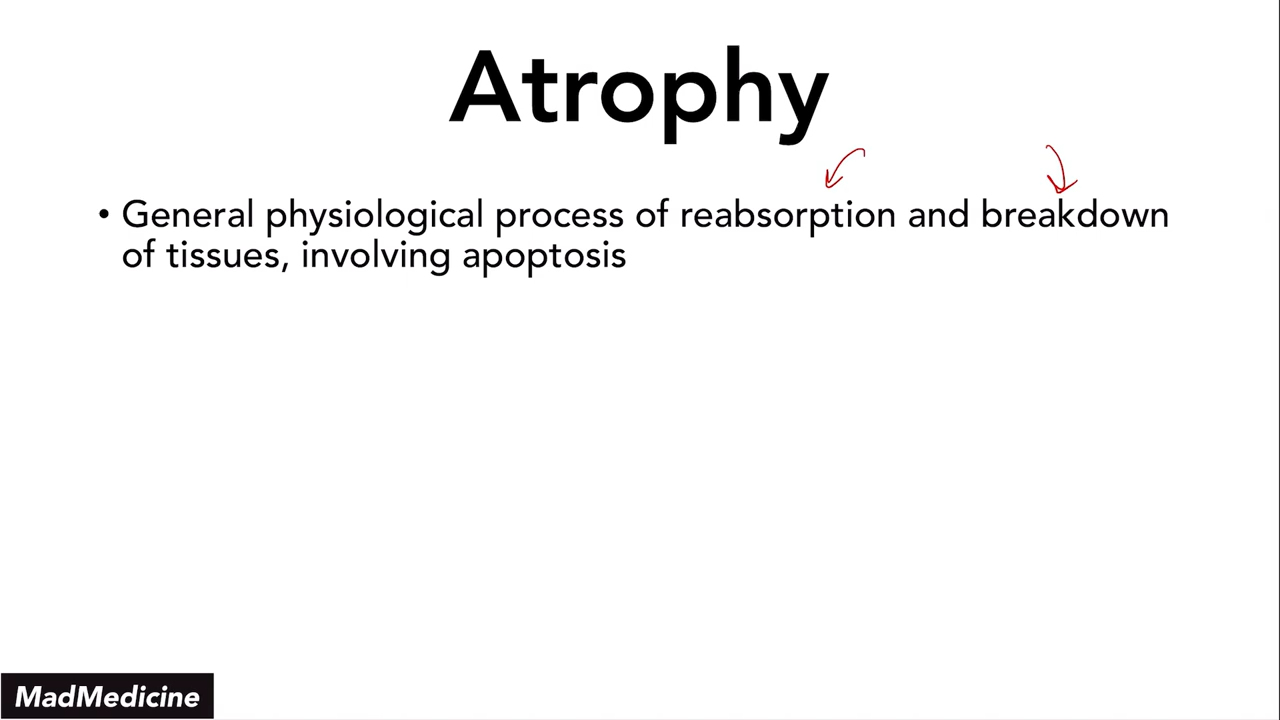 Atrophy
• General physiological process of reabsorption and breakdown
of tissues, involving apoptosis
MadMedicine